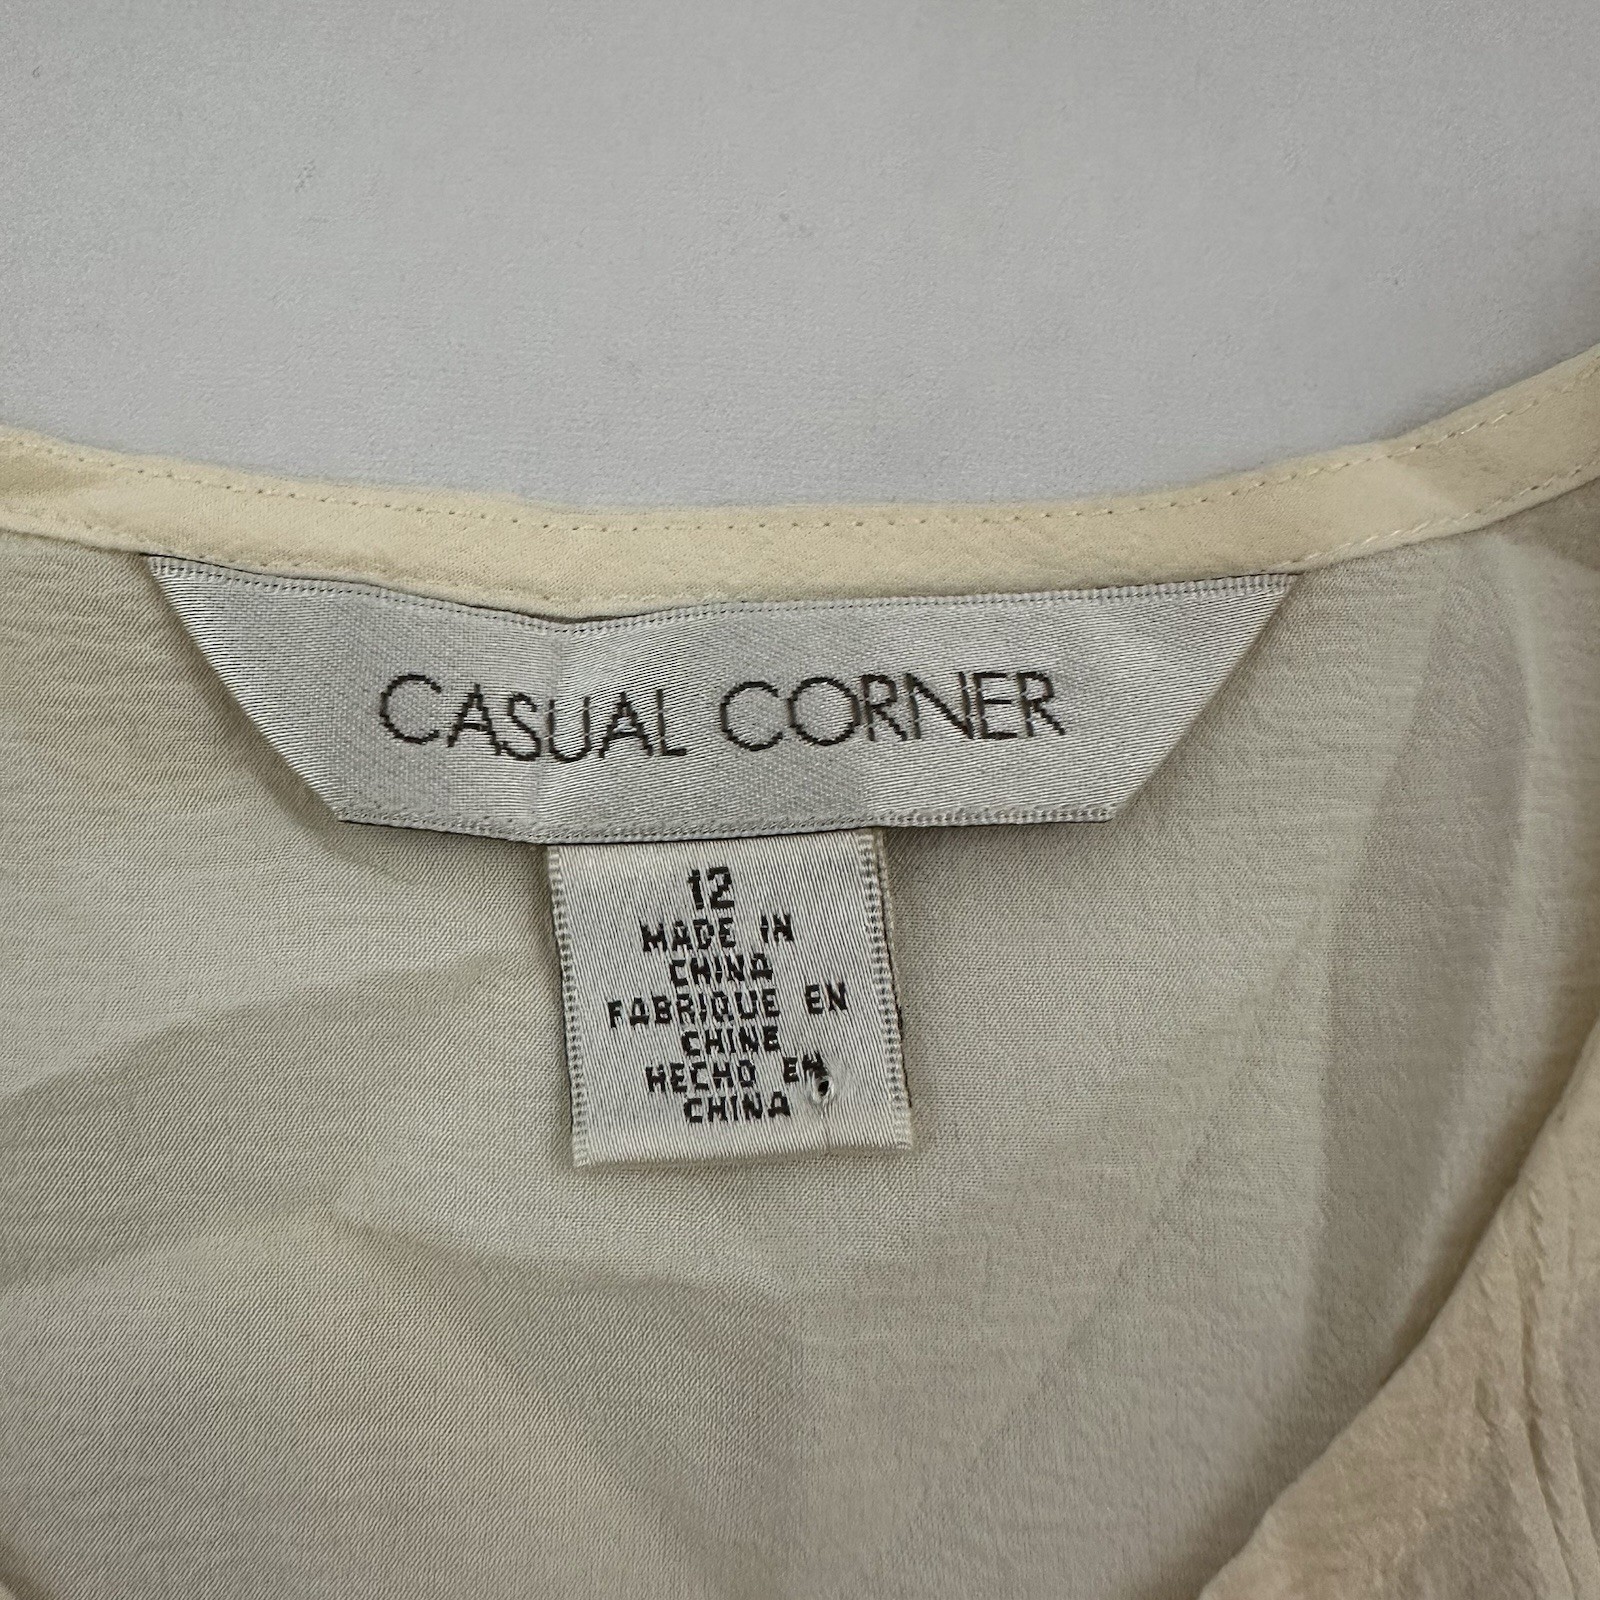 CASUAL CORNER
12
MADE IN
CHINA
FABRIQUE EN
CHINE
HECHO EN
CHINA